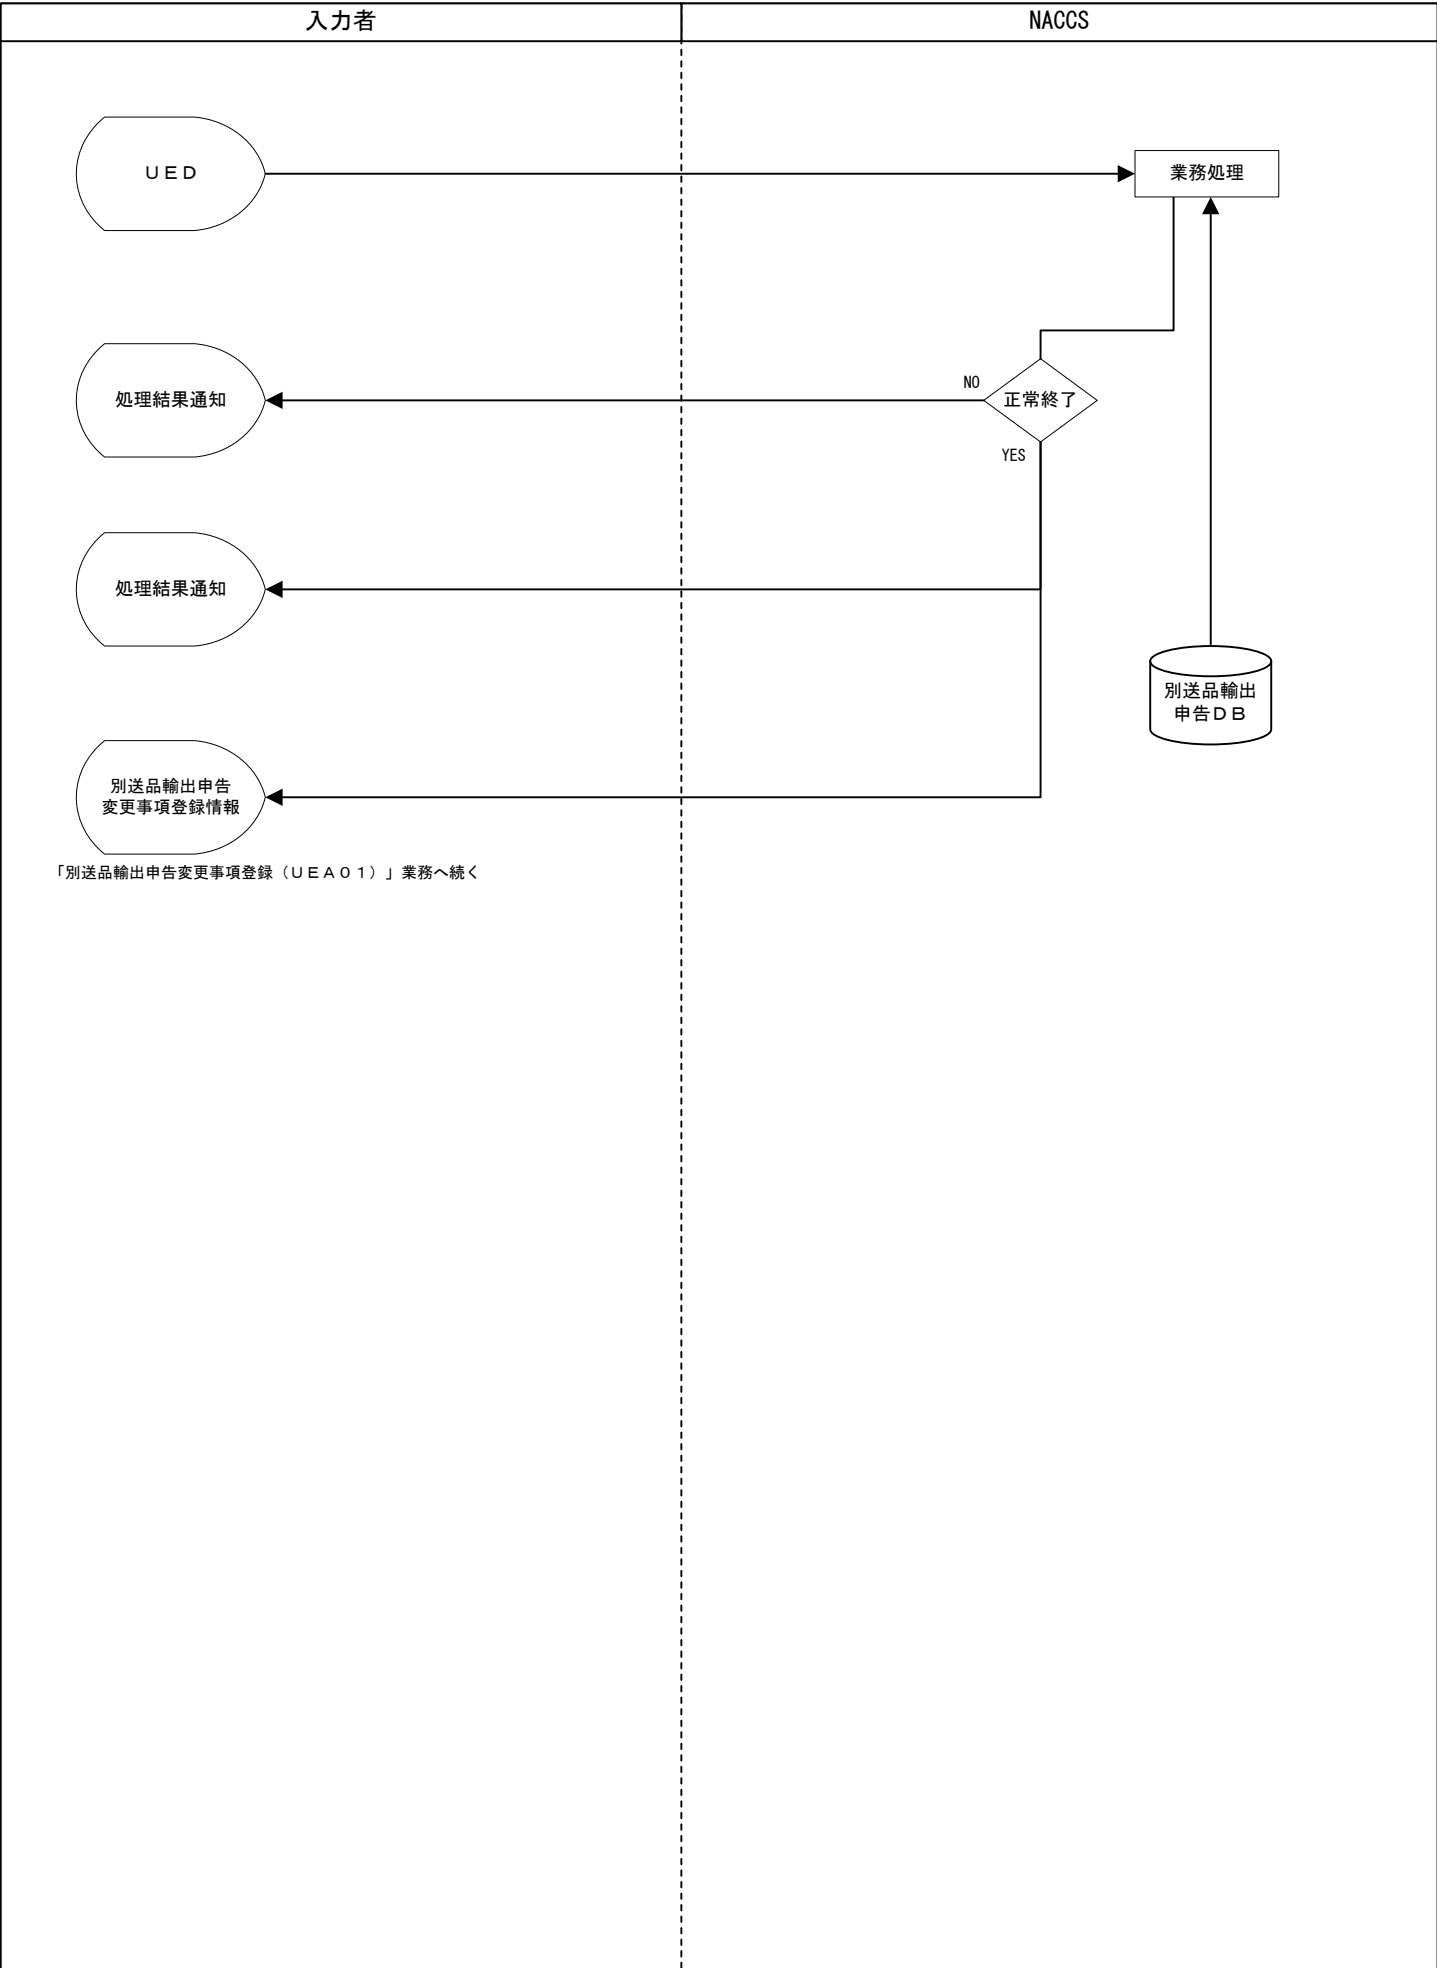 入力者
NACCS
ＵＥＤ
業務処理
処理結果通知
NO
正常終了
YES
処理結果通知
別送品輸出
申告ＤＢ
別送品輸出申告
変更事項登録情報
「別送品輸出申告変更事項登録（ＵＥＡ０１）」業務へ続く